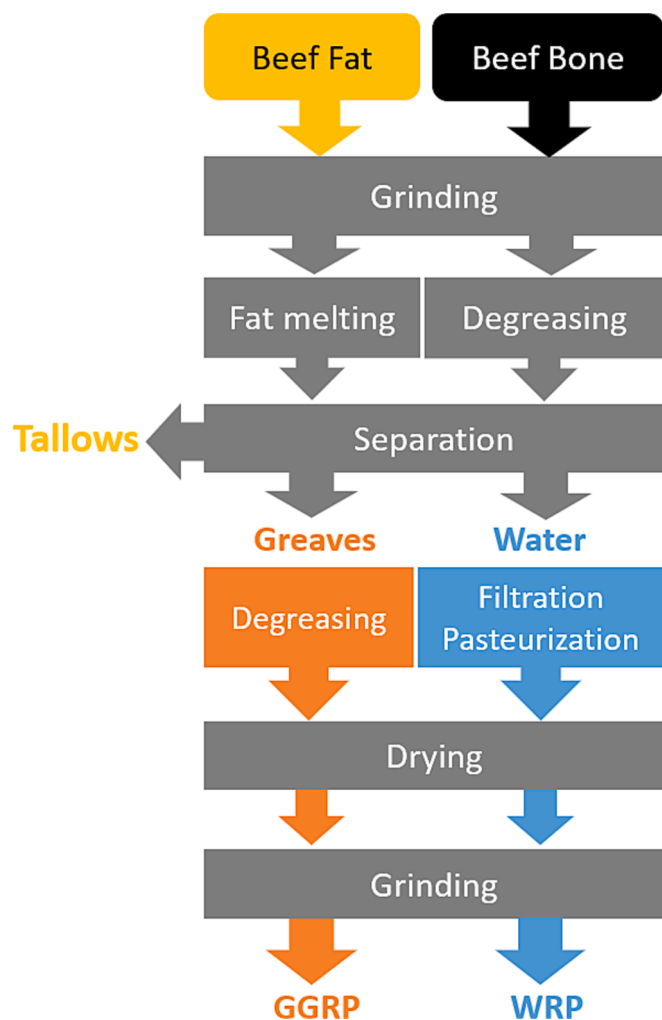 Beef Fat
Beef Bone
Grinding
Fat melting
Degreasing
Tallows
Separation
Greaves
Water
Degreasing
Filtration
Pasteurization
Drying
Grinding
GGRP
WRP